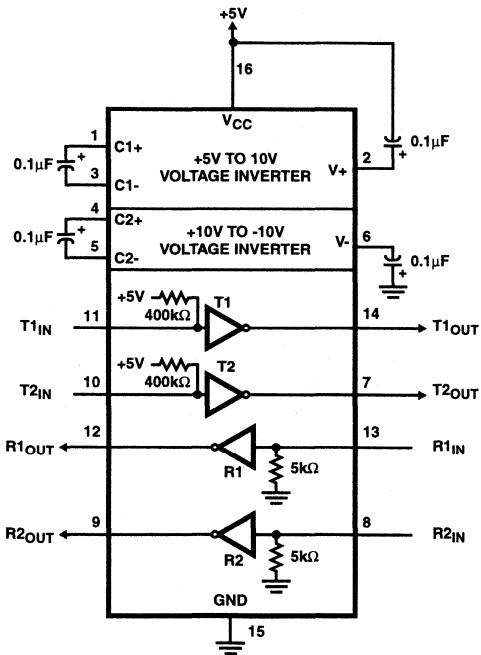 +5V
16
VCC
1
C1+
+
0.1µF
+5V TO 10V
VOLTAGE INVERTER
3
C1-
V+
2
0.1µF
+
4
C2+
+
0.1µF
+10V TO -10V
VOLTAGE INVERTER
5
C2-
V-
6
0.1µF
+
+5V
400kΩ
T1
T1IN
11
14
T1OUT
+5V
400kΩ
T2
T2IN
10
7
T2OUT
R1OUT
12
R1
13
R1IN
5kΩ
R2OUT
9
R2
8
R2IN
5kΩ
GND
15